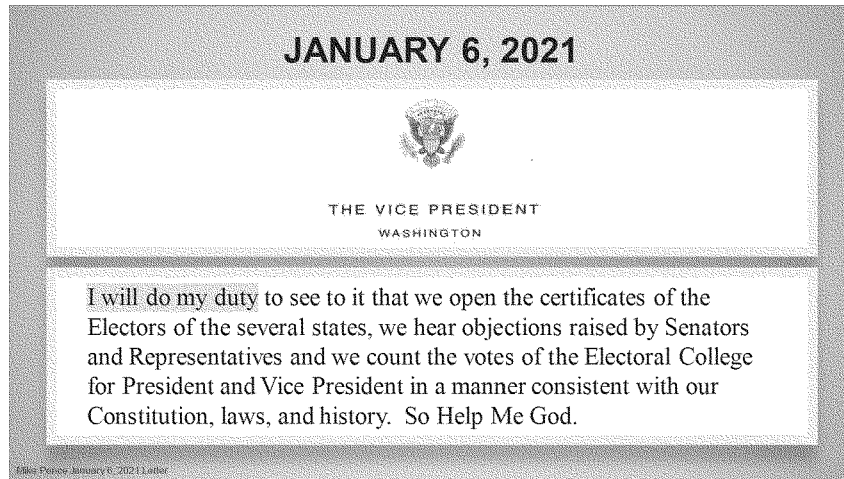 JANUARY 6, 2021
THE VICE PRESIDENT
WASHINGTON
I will do my duty to see to it that we open the certificates of the
Electors of the several states, we hear objections raised by Senators
and Representatives and we count the votes of the Electoral College
for President and Vice President in a manner consistent with our
Constitution, laws, and history.  So Help Me God.
Mike Pence January 6, 2021 Letter